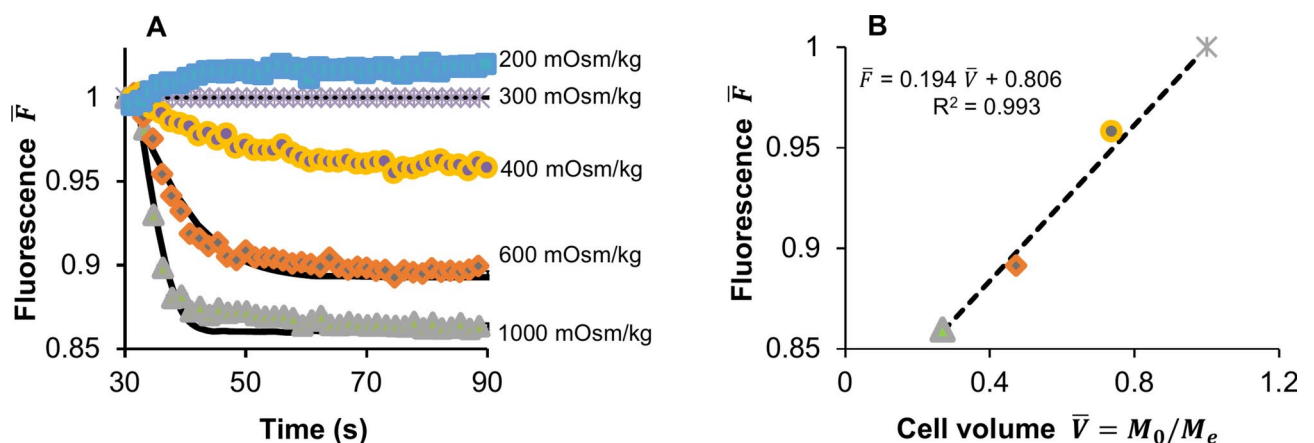 A
Fluorescence F̅
1
0.95
0.9
0.85
30
50
70
90
Time (s)
200 mOsm/kg
300 mOsm/kg
400 mOsm/kg
600 mOsm/kg
1000 mOsm/kg
B
Fluorescence F̅
1
0.95
0.9
0.85
F̅ = 0.194 V̅ + 0.806
R² = 0.993
0
0.4
0.8
1.2
Cell volume V̅ = M₀/Mₑ